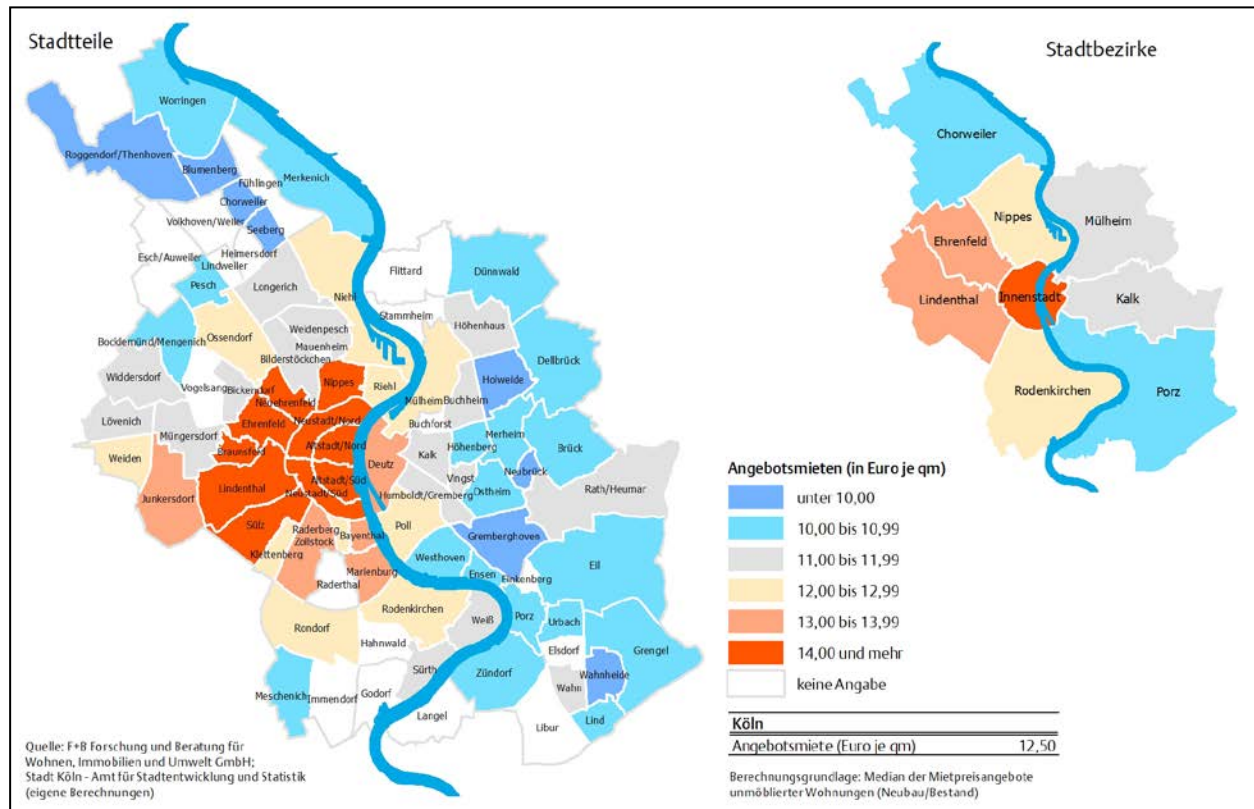 Stadtteile
Worringen
Roggendorf/Thenhoven
Blumenberg
Fühlingen
Merkenich
Chorweiler
Volkhoven/Weiler
Seeberg
Esch/Auweiler
Heimersdorf
Lindweiler
Pesch
Longerich
Niehl
Flittard
Dünnwald
Stammheim
Höhenhaus
Weidenpesch
Ossendorf
Mauenheim
Bocklemünd/Mengenich
Bilderstöckchen
Dellbrück
Widdersdorf
Vogelsang
Bickendorf
Nippes
Riehl
Holweide
Mülheim
Buchheim
Neuehrenfeld
Lövenich
Ehrenfeld
Neustadt/Nord
Buchforst
Müngersdorf
Merheim
Altstadt/Nord
Höhenberg
Brück
Weiden
Braunsfeld
Deutz
Kalk
Neubrück
Vingst
Junkersdorf
Lindenthal
Altstadt/Süd
Neustadt/Süd
Humboldt/Gremberg
Ostheim
Rath/Heumar
Sülz
Raderberg
Zollstock
Bayenthal
Poll
Gremberghoven
Klettenberg
Westhoven
Marienburg
Raderthal
Ensen
Finkenberg
Eil
Rodenkirchen
Rondorf
Weiß
Porz
Urbach
Hahnwald
Elsdorf
Grengel
Sürth
Zündorf
Wahnheide
Wahn
Meschenich
Immendorf
Godorf
Langel
Libur
Lind
Quelle: F+B Forschung und Beratung für
Wohnen, Immobilien und Umwelt GmbH;
Stadt Köln - Amt für Stadtentwicklung und Statistik
(eigene Berechnungen)
Stadtbezirke
Chorweiler
Nippes
Mülheim
Ehrenfeld
Lindenthal
Innenstadt
Kalk
Rodenkirchen
Porz
Angebotsmieten (in Euro je qm)
unter 10,00
10,00 bis 10,99
11,00 bis 11,99
12,00 bis 12,99
13,00 bis 13,99
14,00 und mehr
keine Angabe
Köln
Angebotsmiete (Euro je qm) 12,50
Berechnungsgrundlage: Median der Mietpreisangebote
unmöblierter Wohnungen (Neubau/Bestand)